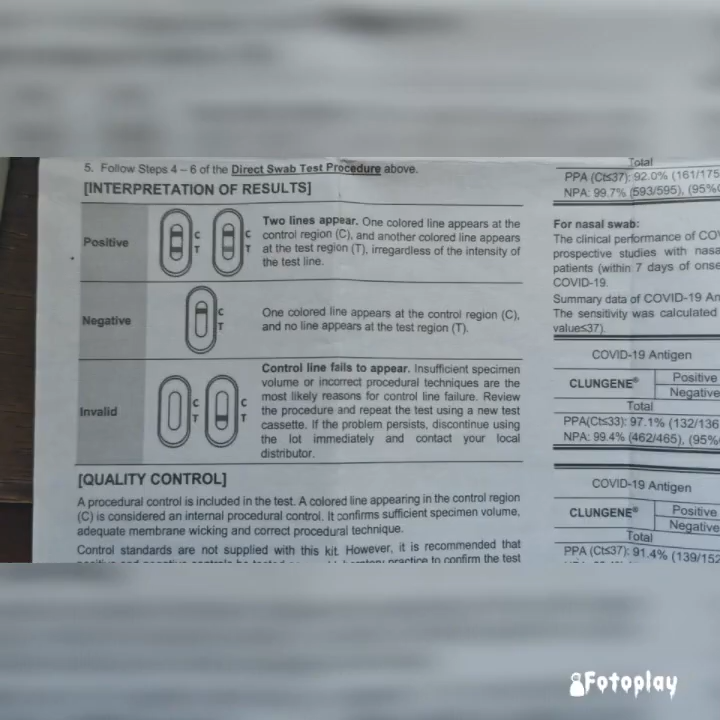 5. Follow Steps 4 – 6 of the Direct Swab Test Procedure above.
[INTERPRETATION OF RESULTS]
Positive
C
T
C
T
Two lines appear. One colored line appears at the
control region (C), and another colored line appears
at the test region (T), irregardless of the intensity of
the test line.
Negative
C
T
One colored line appears at the control region (C),
and no line appears at the test region (T).
Invalid
C
T
C
T
Control line fails to appear. Insufficient specimen
volume or incorrect procedural techniques are the
most likely reasons for control line failure. Review
the procedure and repeat the test using a new test
cassette. If the problem persists, discontinue using
the lot immediately and contact your local
distributor.
[QUALITY CONTROL]
A procedural control is included in the test. A colored line appearing in the control region
(C) is considered an internal procedural control. It confirms sufficient specimen volume,
adequate membrane wicking and correct procedural technique.
Control standards are not supplied with this kit. However, it is recommended that
practice to confirm the test
Total
PPA (Ct≤37): 92.0% (161/175
NPA: 99.7% (593/595), (95%
For nasal swab:
The clinical performance of CO
prospective studies with nasa
patients (within 7 days of onse
COVID-19.
Summary data of COVID-19 An
The sensitivity was calculated
value≤37).
COVID-19 Antigen
CLUNGENE®
Positive
Negative
Total
PPA(Ct≤33): 97.1% (132/136
NPA: 99.4% (462/465), (95%
COVID-19 Antigen
CLUNGENE®
Positive
Negative
Total
PPA (Ct≤37): 91.4% (139/152
Fotoplay